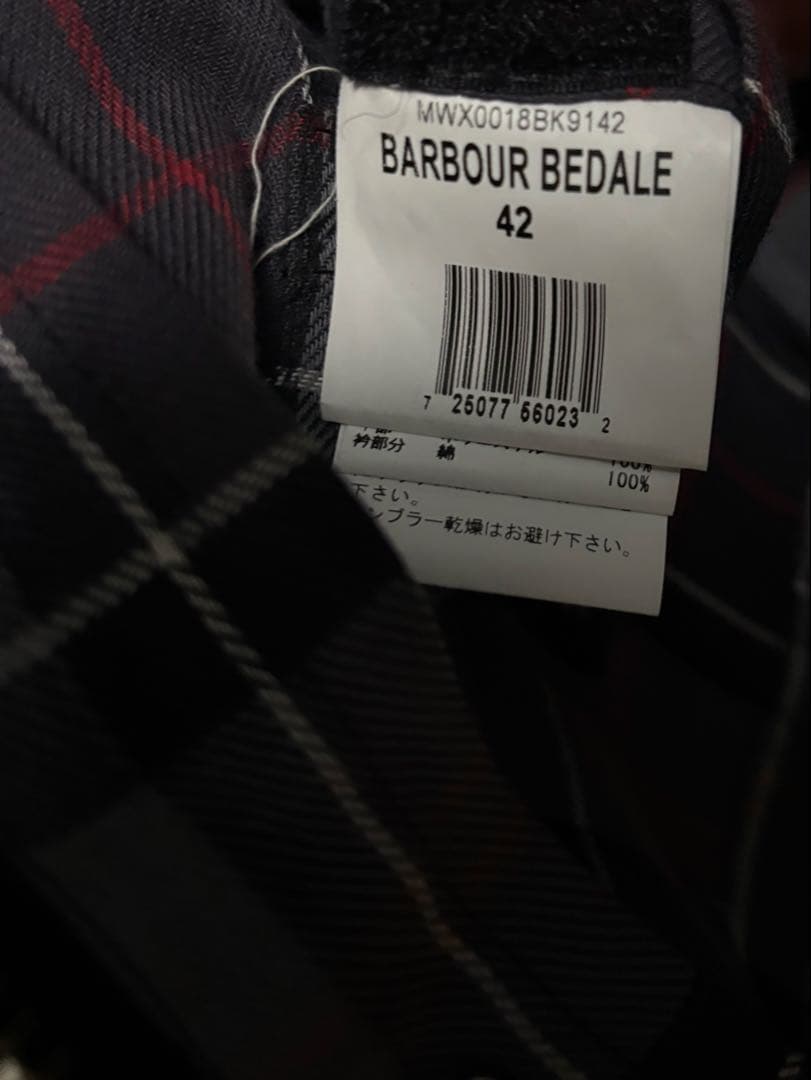 MWX0018BK9142
BARBOUR BEDALE
42
7 25077 56023 2
衿部分 綿 100%
下さい。
ンブラー乾燥はお避け下さい。